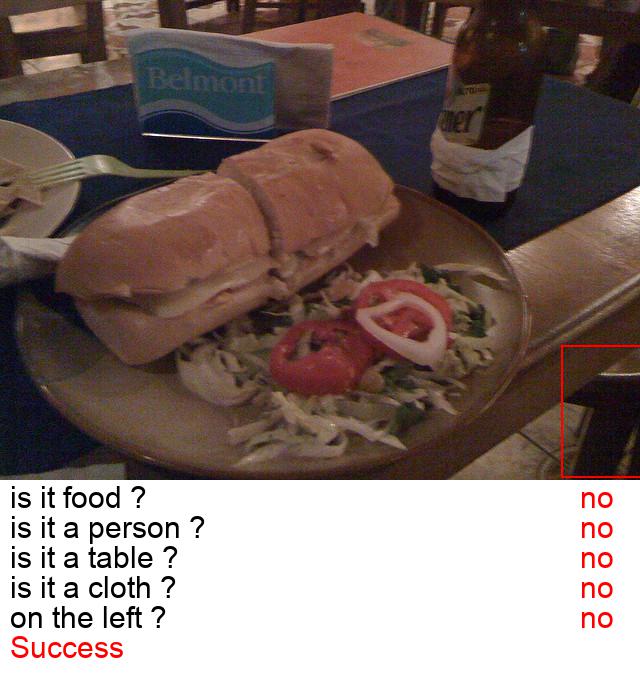 Belmont
ner
is it food ? no
is it a person ? no
is it a table ? no
is it a cloth ? no
on the left ? no
Success